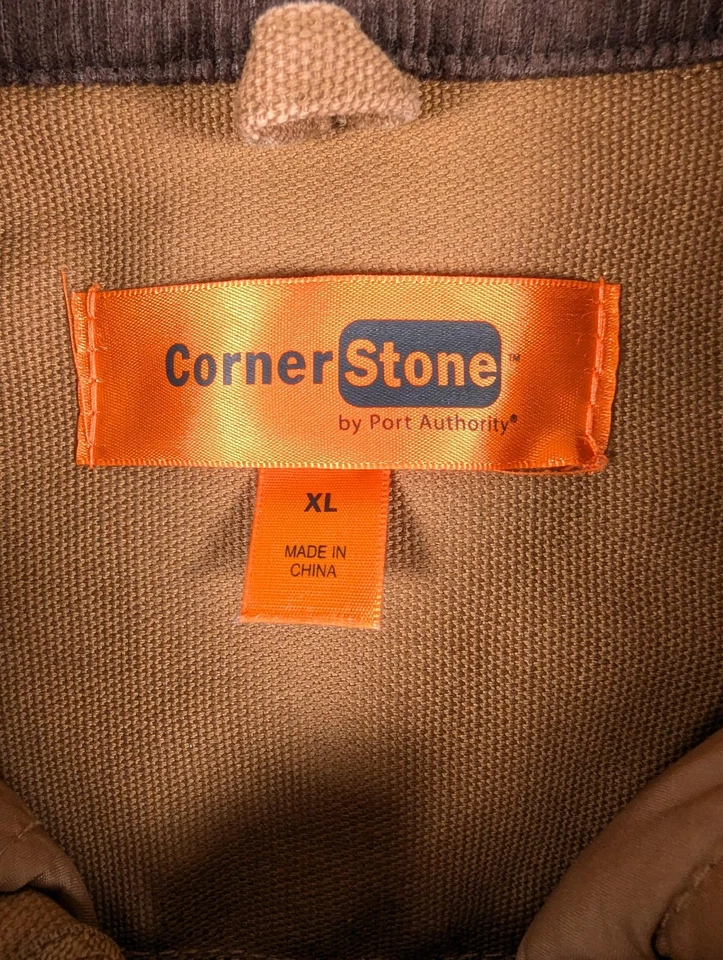 CornerStone™
by Port Authority®
XL
MADE IN
CHINA